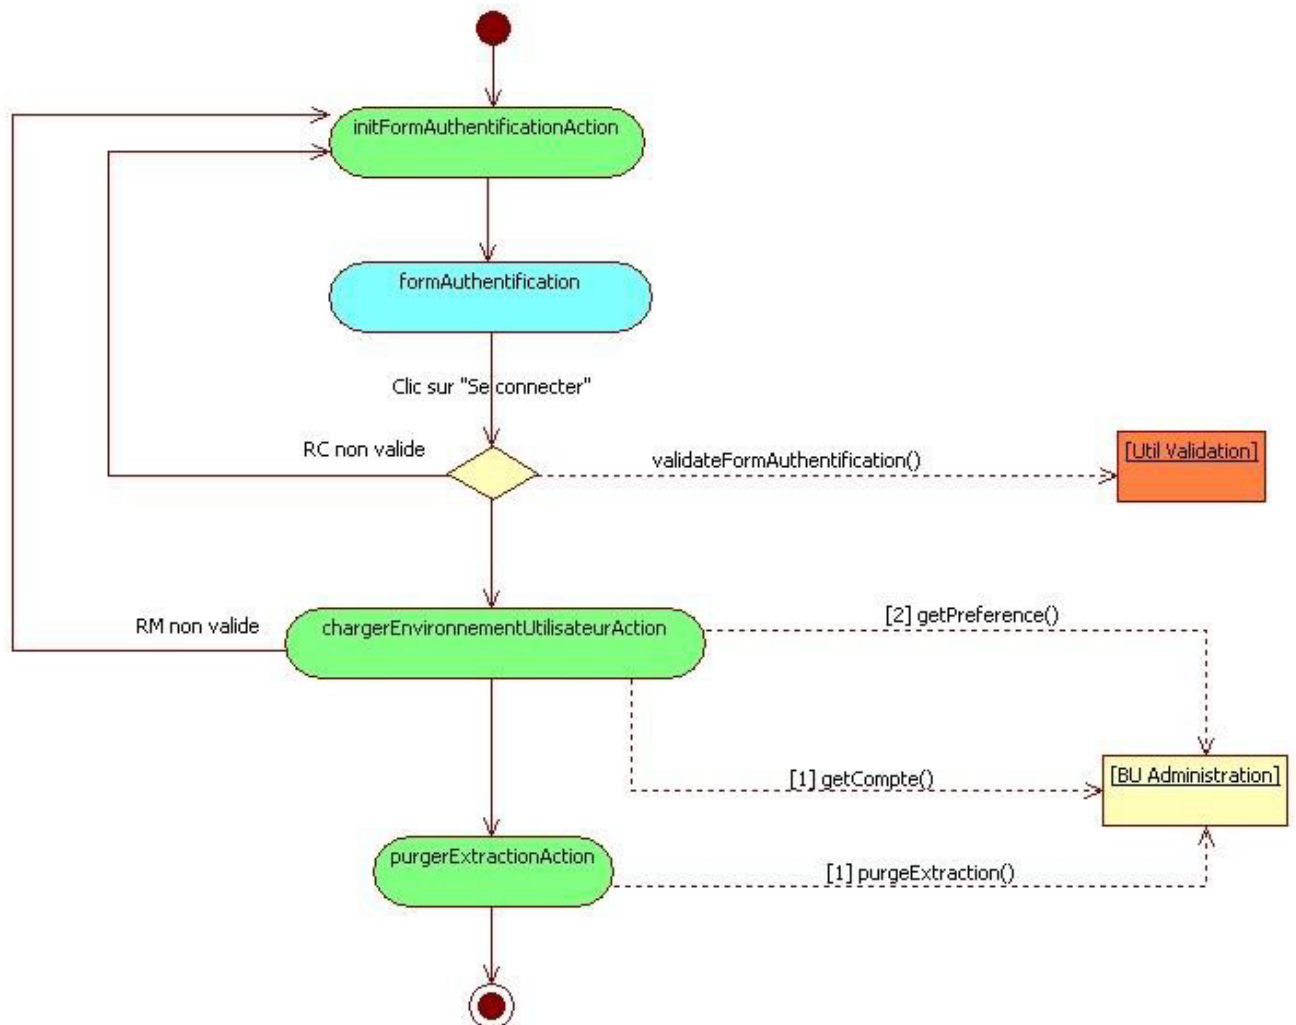 initFormAuthentificationAction
formAuthentification
Clic sur "Se connecter"
RC non valide
validateFormAuthentification()
[Util Validation]
RM non valide
chargerEnvironnementUtilisateurAction
[2] getPreference()
[1] getCompte()
[BU Administration]
purgerExtractionAction
[1] purgeExtraction()